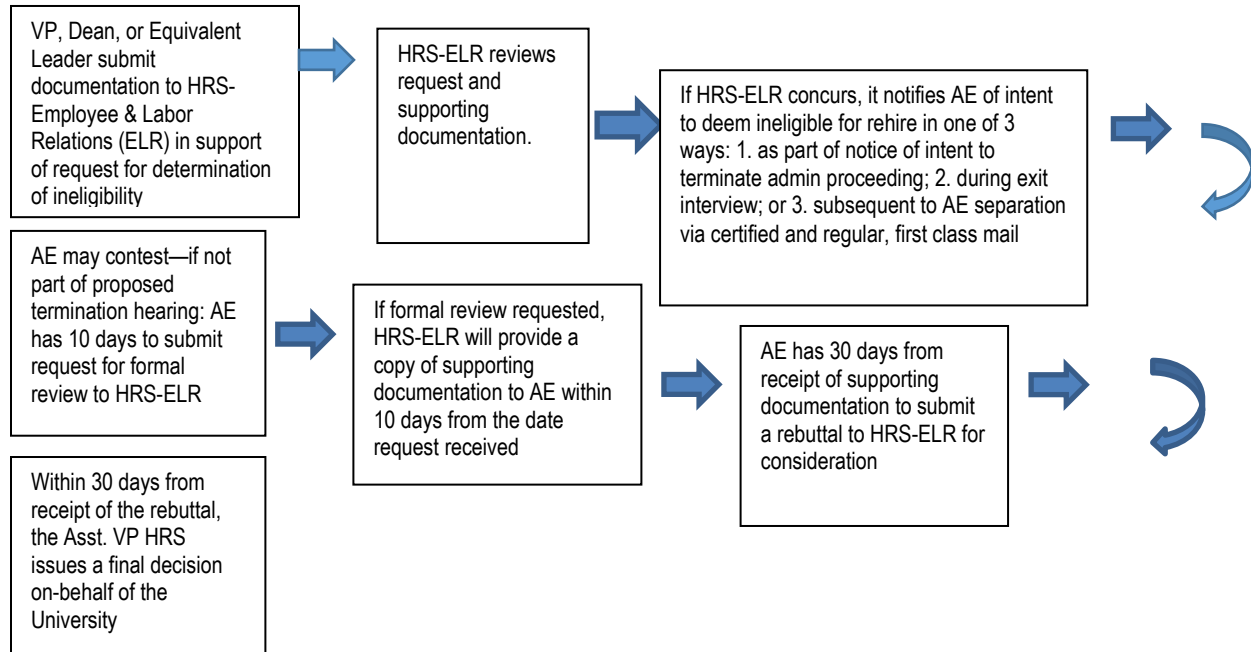 VP, Dean, or Equivalent
Leader submit
documentation to HRS-
Employee & Labor
Relations (ELR) in support
of request for determination
of ineligibility
HRS-ELR reviews
request and
supporting
documentation.
If HRS-ELR concurs, it notifies AE of intent
to deem ineligible for rehire in one of 3
ways: 1. as part of notice of intent to
terminate admin proceeding; 2. during exit
interview; or 3. subsequent to AE separation
via certified and regular, first class mail
AE may contest—if not
part of proposed
termination hearing: AE
has 10 days to submit
request for formal
review to HRS-ELR
If formal review requested,
HRS-ELR will provide a
copy of supporting
documentation to AE within
10 days from the date
request received
AE has 30 days from
receipt of supporting
documentation to submit
a rebuttal to HRS-ELR for
consideration
Within 30 days from
receipt of the rebuttal,
the Asst. VP HRS
issues a final decision
on-behalf of the
University